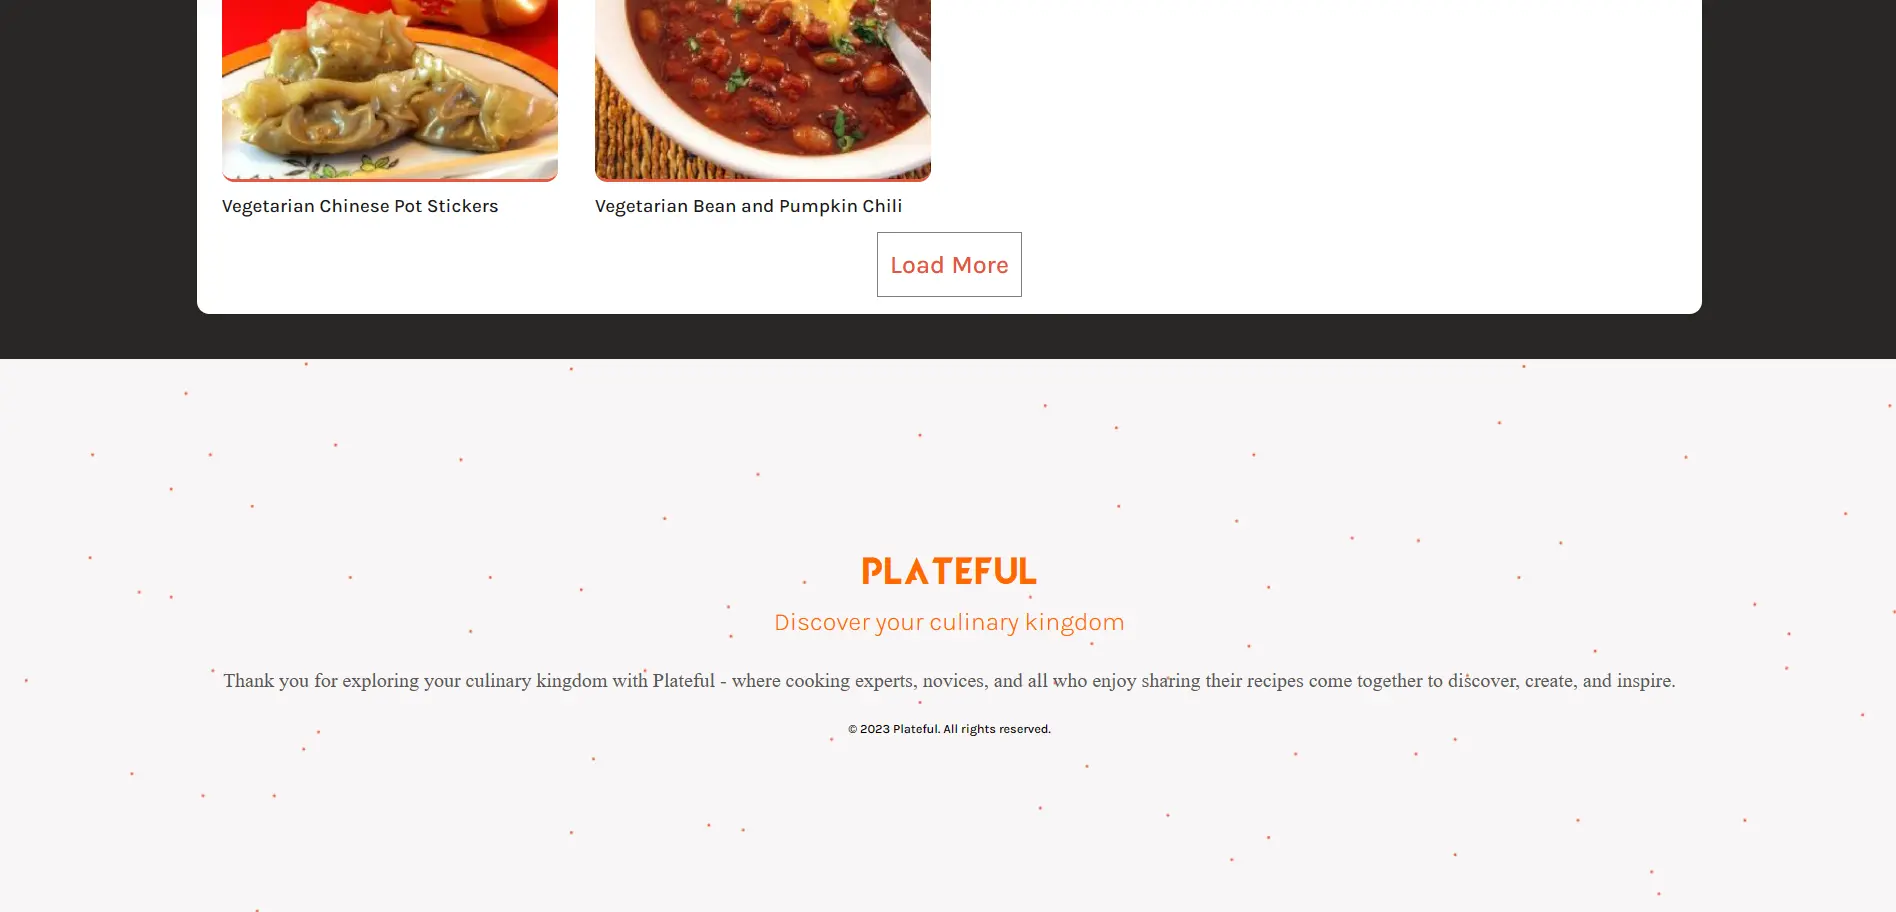 Vegetarian Chinese Pot Stickers
Vegetarian Bean and Pumpkin Chili
Load More
PLATEFUL
Discover your culinary kingdom
Thank you for exploring your culinary kingdom with Plateful - where cooking experts, novices, and all who enjoy sharing their recipes come together to discover, create, and inspire.
© 2023 Plateful. All rights reserved.